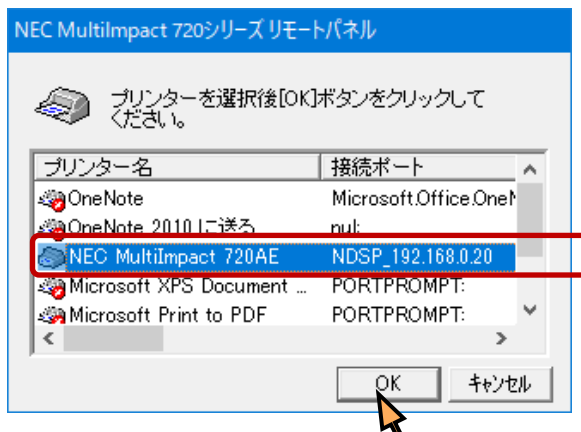 NEC MultiImpact 720シリーズ リモートパネル
プリンターを選択後[OK]ボタンをクリックして
ください。
プリンター名 接続ポート
OneNote Microsoft.Office.OneN
OneNote 2010 に送る nul:
NEC MultiImpact 720AE NDSP_192.168.0.20
Microsoft XPS Document ... PORTPROMPT:
Microsoft Print to PDF PORTPROMPT:
OK キャンセル